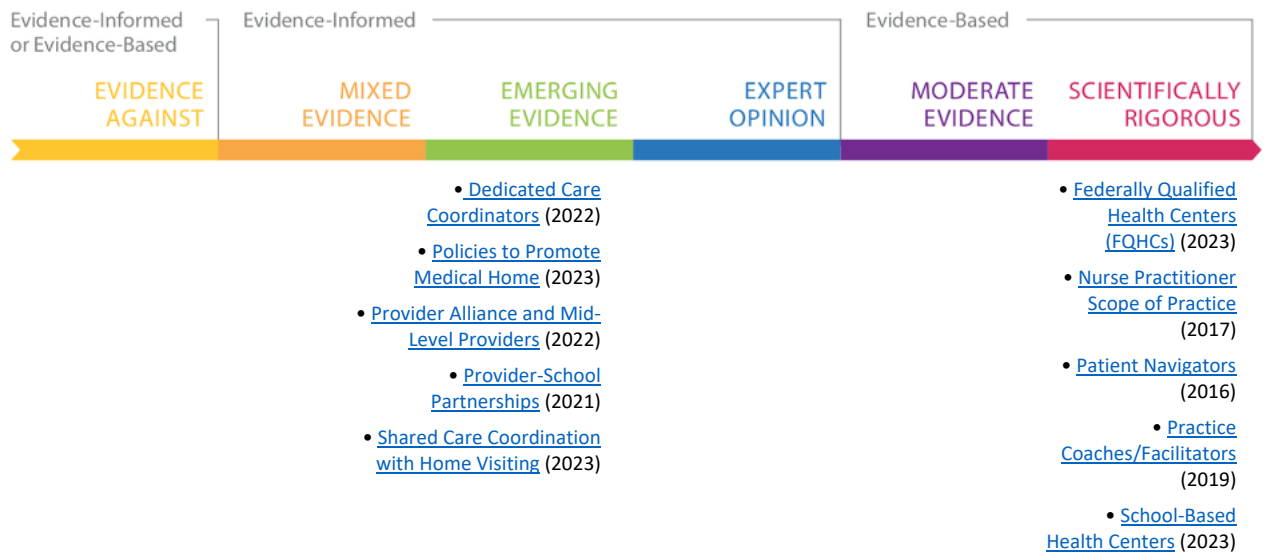 Evidence-Informed
or Evidence-Based
Evidence-Informed
Evidence-Based
EVIDENCE
AGAINST
MIXED
EVIDENCE
EMERGING
EVIDENCE
EXPERT
OPINION
MODERATE
EVIDENCE
SCIENTIFICALLY
RIGOROUS
• Dedicated Care
Coordinators (2022)
• Policies to Promote
Medical Home (2023)
• Provider Alliance and Mid-
Level Providers (2022)
• Provider-School
Partnerships (2021)
• Shared Care Coordination
with Home Visiting (2023)
• Federally Qualified
Health Centers
(FQHCs) (2023)
• Nurse Practitioner
Scope of Practice
(2017)
• Patient Navigators
(2016)
• Practice
Coaches/Facilitators
(2019)
• School-Based
Health Centers (2023)